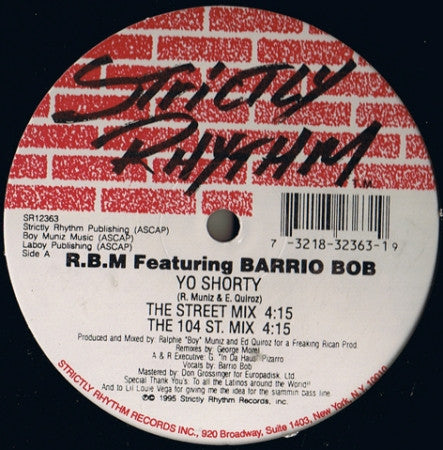 STRICTLY
RHYTHM
T.M.
SR12363
Strictly Rhythm Publishing (ASCAP)
Boy Muniz Music (ASCAP)
Laboy Publishing (ASCAP)
Side A
7 -3218-32363-1 9
R.B.M Featuring BARRIO BOB
YO SHORTY
(R. Muniz & E. Quiroz)
THE STREET MIX 4:15
THE 104 ST. MIX 4:15
Produced and Mixed by: Ralphie "Boy" Muniz and Ed Quiroz for a Freaking Rican Prod.
Remixes by: George Morel
A & R Executive: G. "In Da Haus" Pizarro
Vocals by: Barrio Bob
Mastered by: Don Grossinger for Europadisk Ltd.
Special Thank You's: To all the Latinos around the World!!
And to Lil Louie Vega for giving me the idea for the slammin bass line.
℗ © 1995 Strictly Rhythm Records, Inc.
STRICTLY RHYTHM RECORDS INC., 920 Broadway, Suite 1403, New York, N.Y. 10010